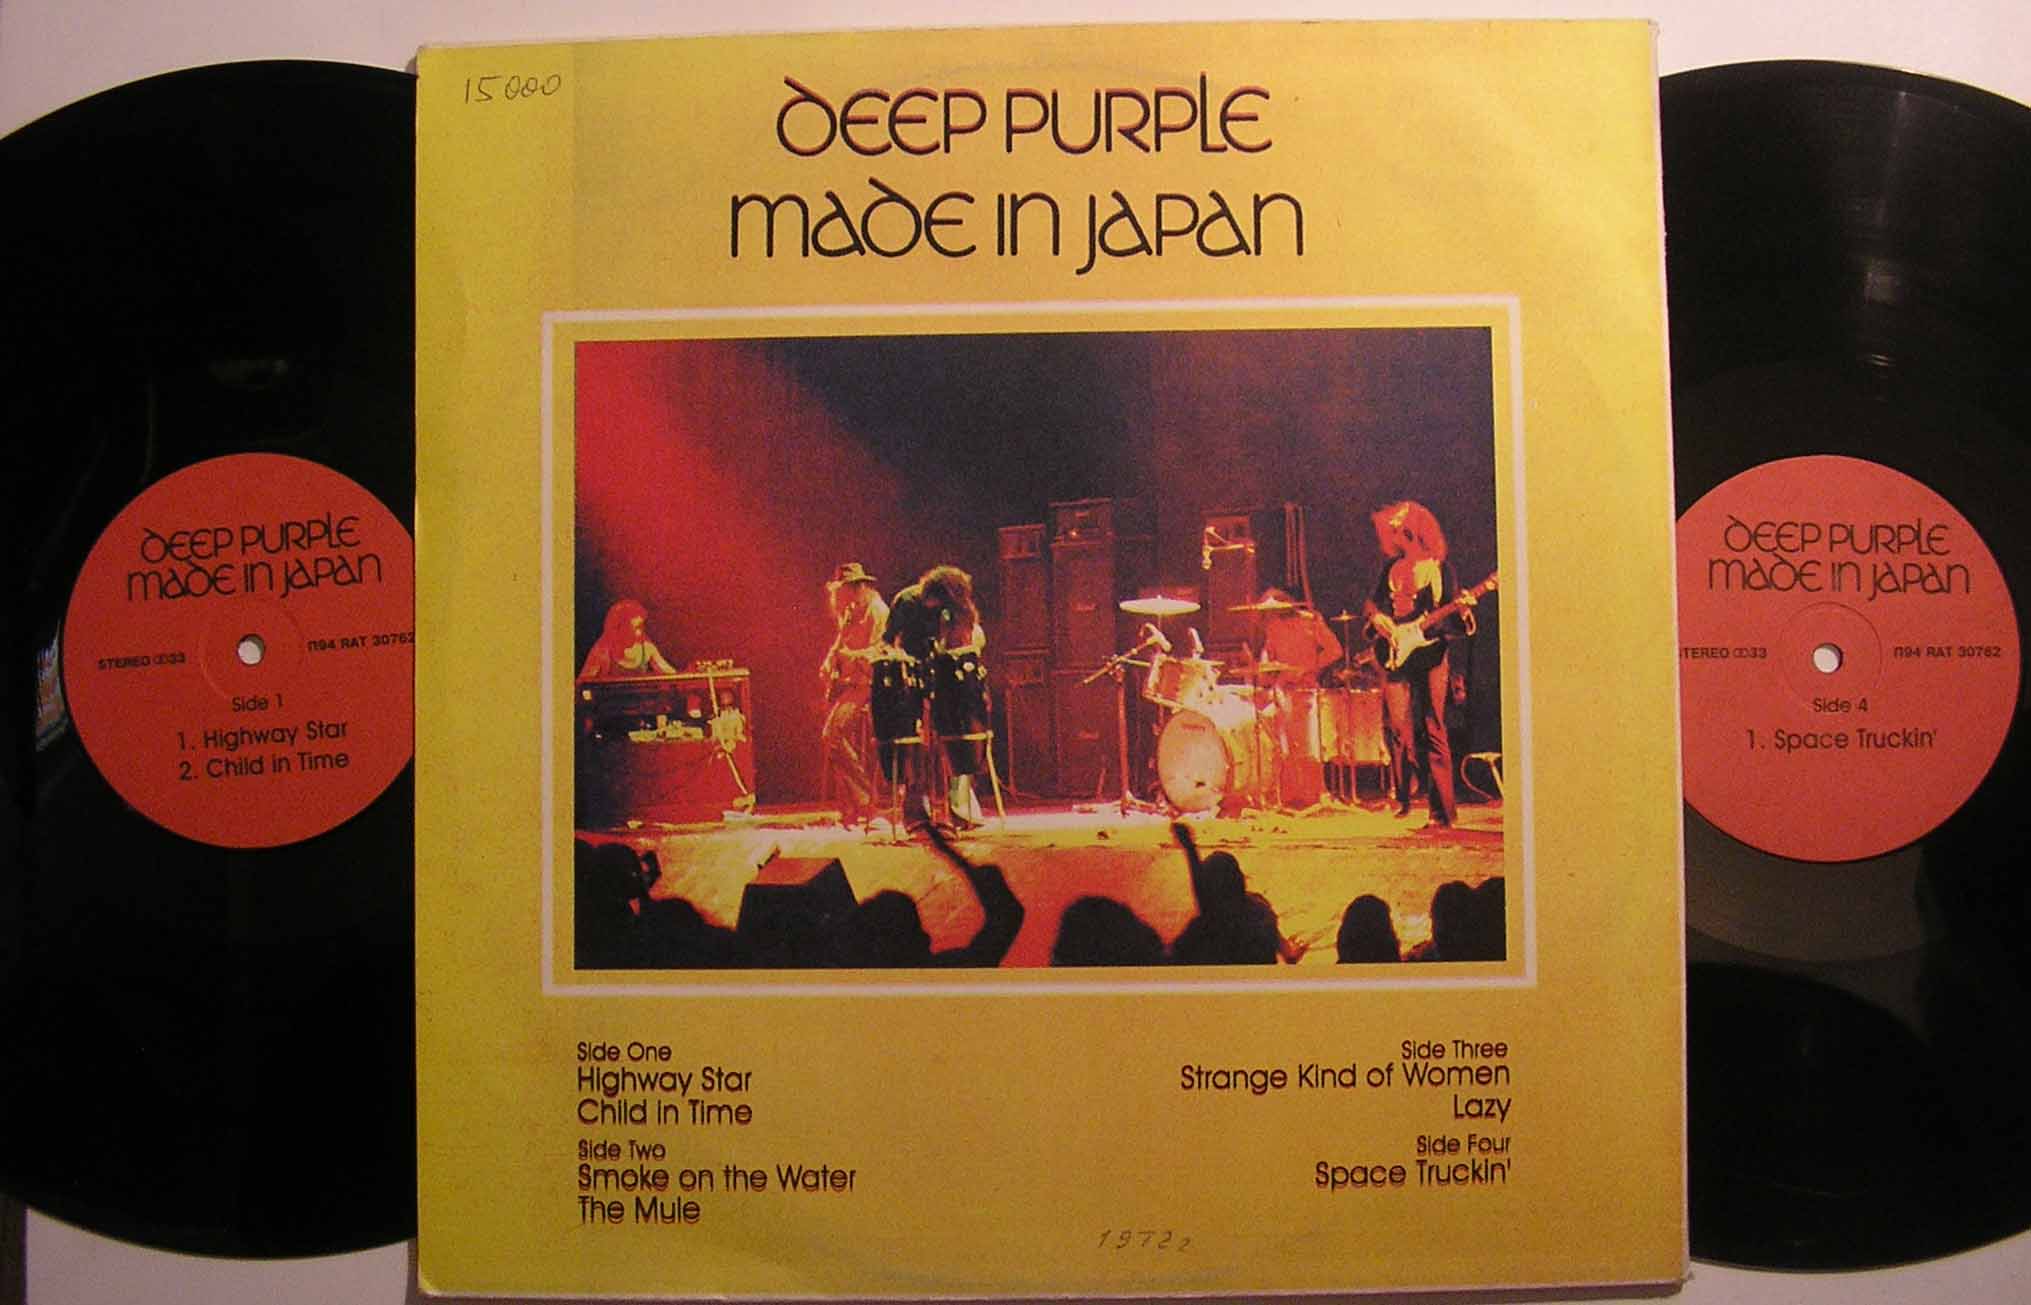 15000
DEEP PURPLE
MADE IN JAPAN
Side One
Highway Star
Child in Time
Side Two
Smoke on the Water
The Mule
Side Three
Strange Kind of Women
Lazy
Side Four
Space Truckin'
DEEP PURPLE
MADE IN JAPAN
STEREO 33
П94 RAT 30762
Side 1
1. Highway Star
2. Child in Time
DEEP PURPLE
MADE IN JAPAN
STEREO 33
П94 RAT 30762
Side 4
1. Space Truckin'